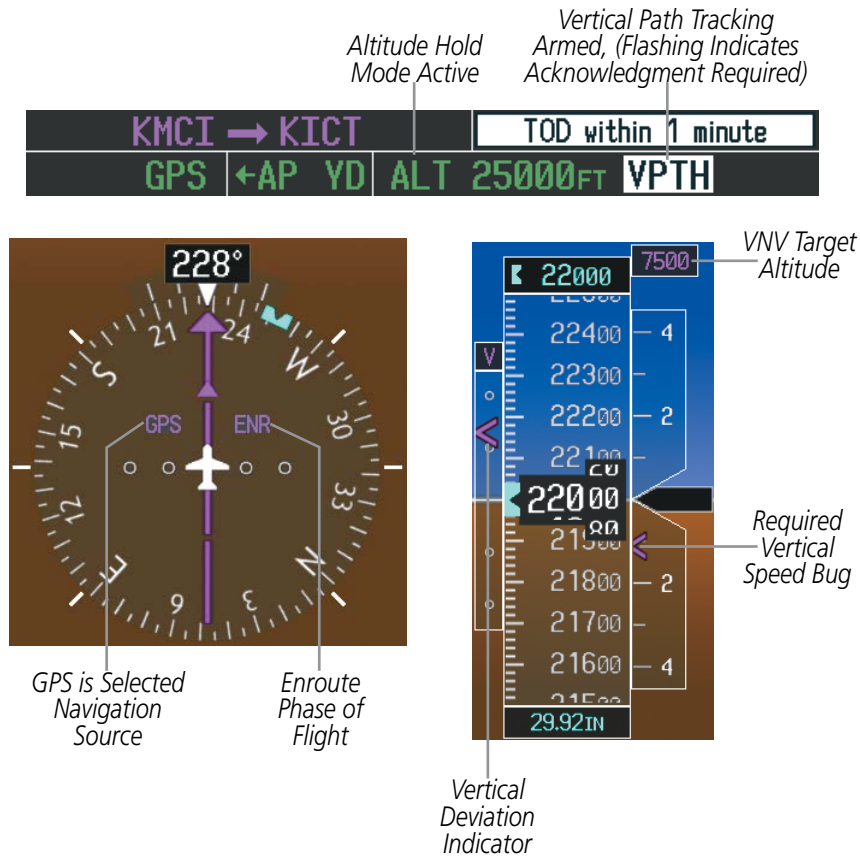 Vertical Path Tracking
Armed, (Flashing Indicates
Acknowledgment Required)
Altitude Hold
Mode Active
KMCI → KICT
TOD within 1 minute
GPS ←AP YD ALT 25000FT VPTH
228°
21 24
S W
15 GPS ENR 30
12 33
E N
6 3
GPS is Selected
Navigation
Source
Enroute
Phase of
Flight
VNV Target
Altitude
22000 7500
22400 4
V
22300
22200 2
22100
20
22000
80
21900
21800 2
21700
21600 4
29.92IN
Required
Vertical
Speed Bug
Vertical
Deviation
Indicator